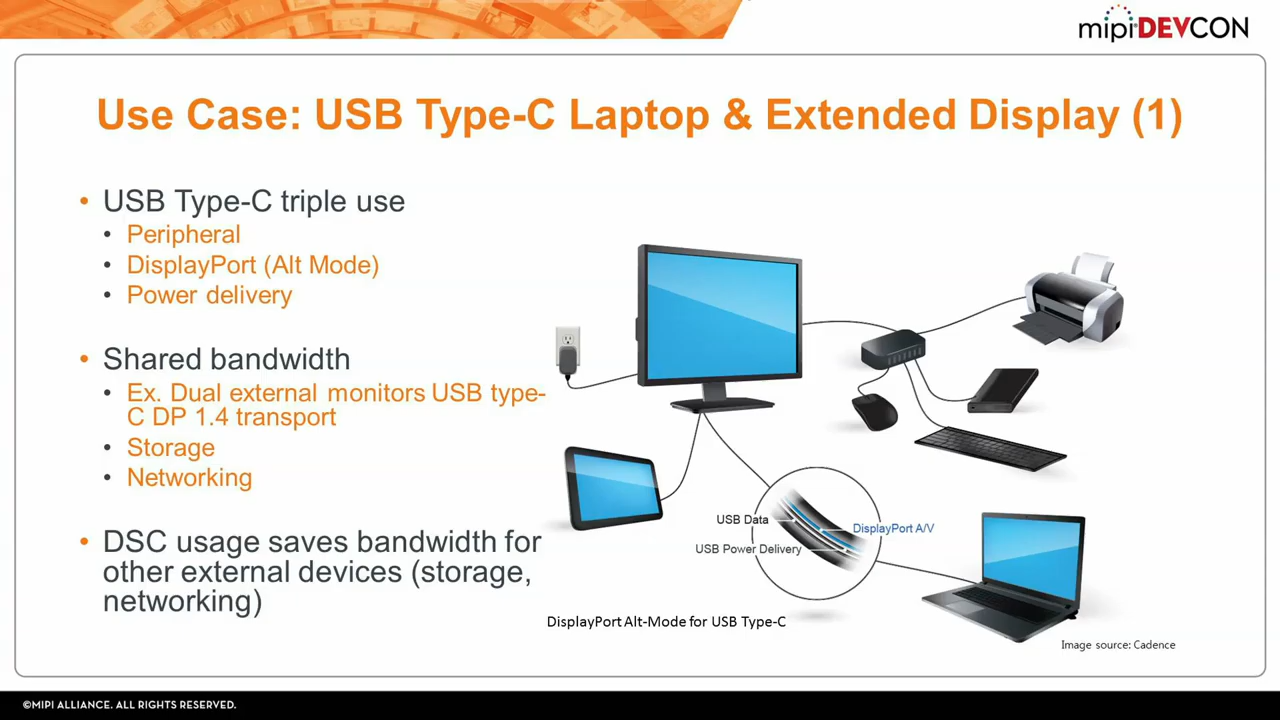 mipi DEVCON
Use Case: USB Type-C Laptop & Extended Display (1)
• USB Type-C triple use
• Peripheral
• DisplayPort (Alt Mode)
• Power delivery
• Shared bandwidth
• Ex. Dual external monitors USB type-
C DP 1.4 transport
• Storage
• Networking
• DSC usage saves bandwidth for
other external devices (storage,
networking)
USB Data
DisplayPort A/V
USB Power Delivery
DisplayPort Alt-Mode for USB Type-C
Image source: Cadence
©MIPI ALLIANCE. ALL RIGHTS RESERVED.